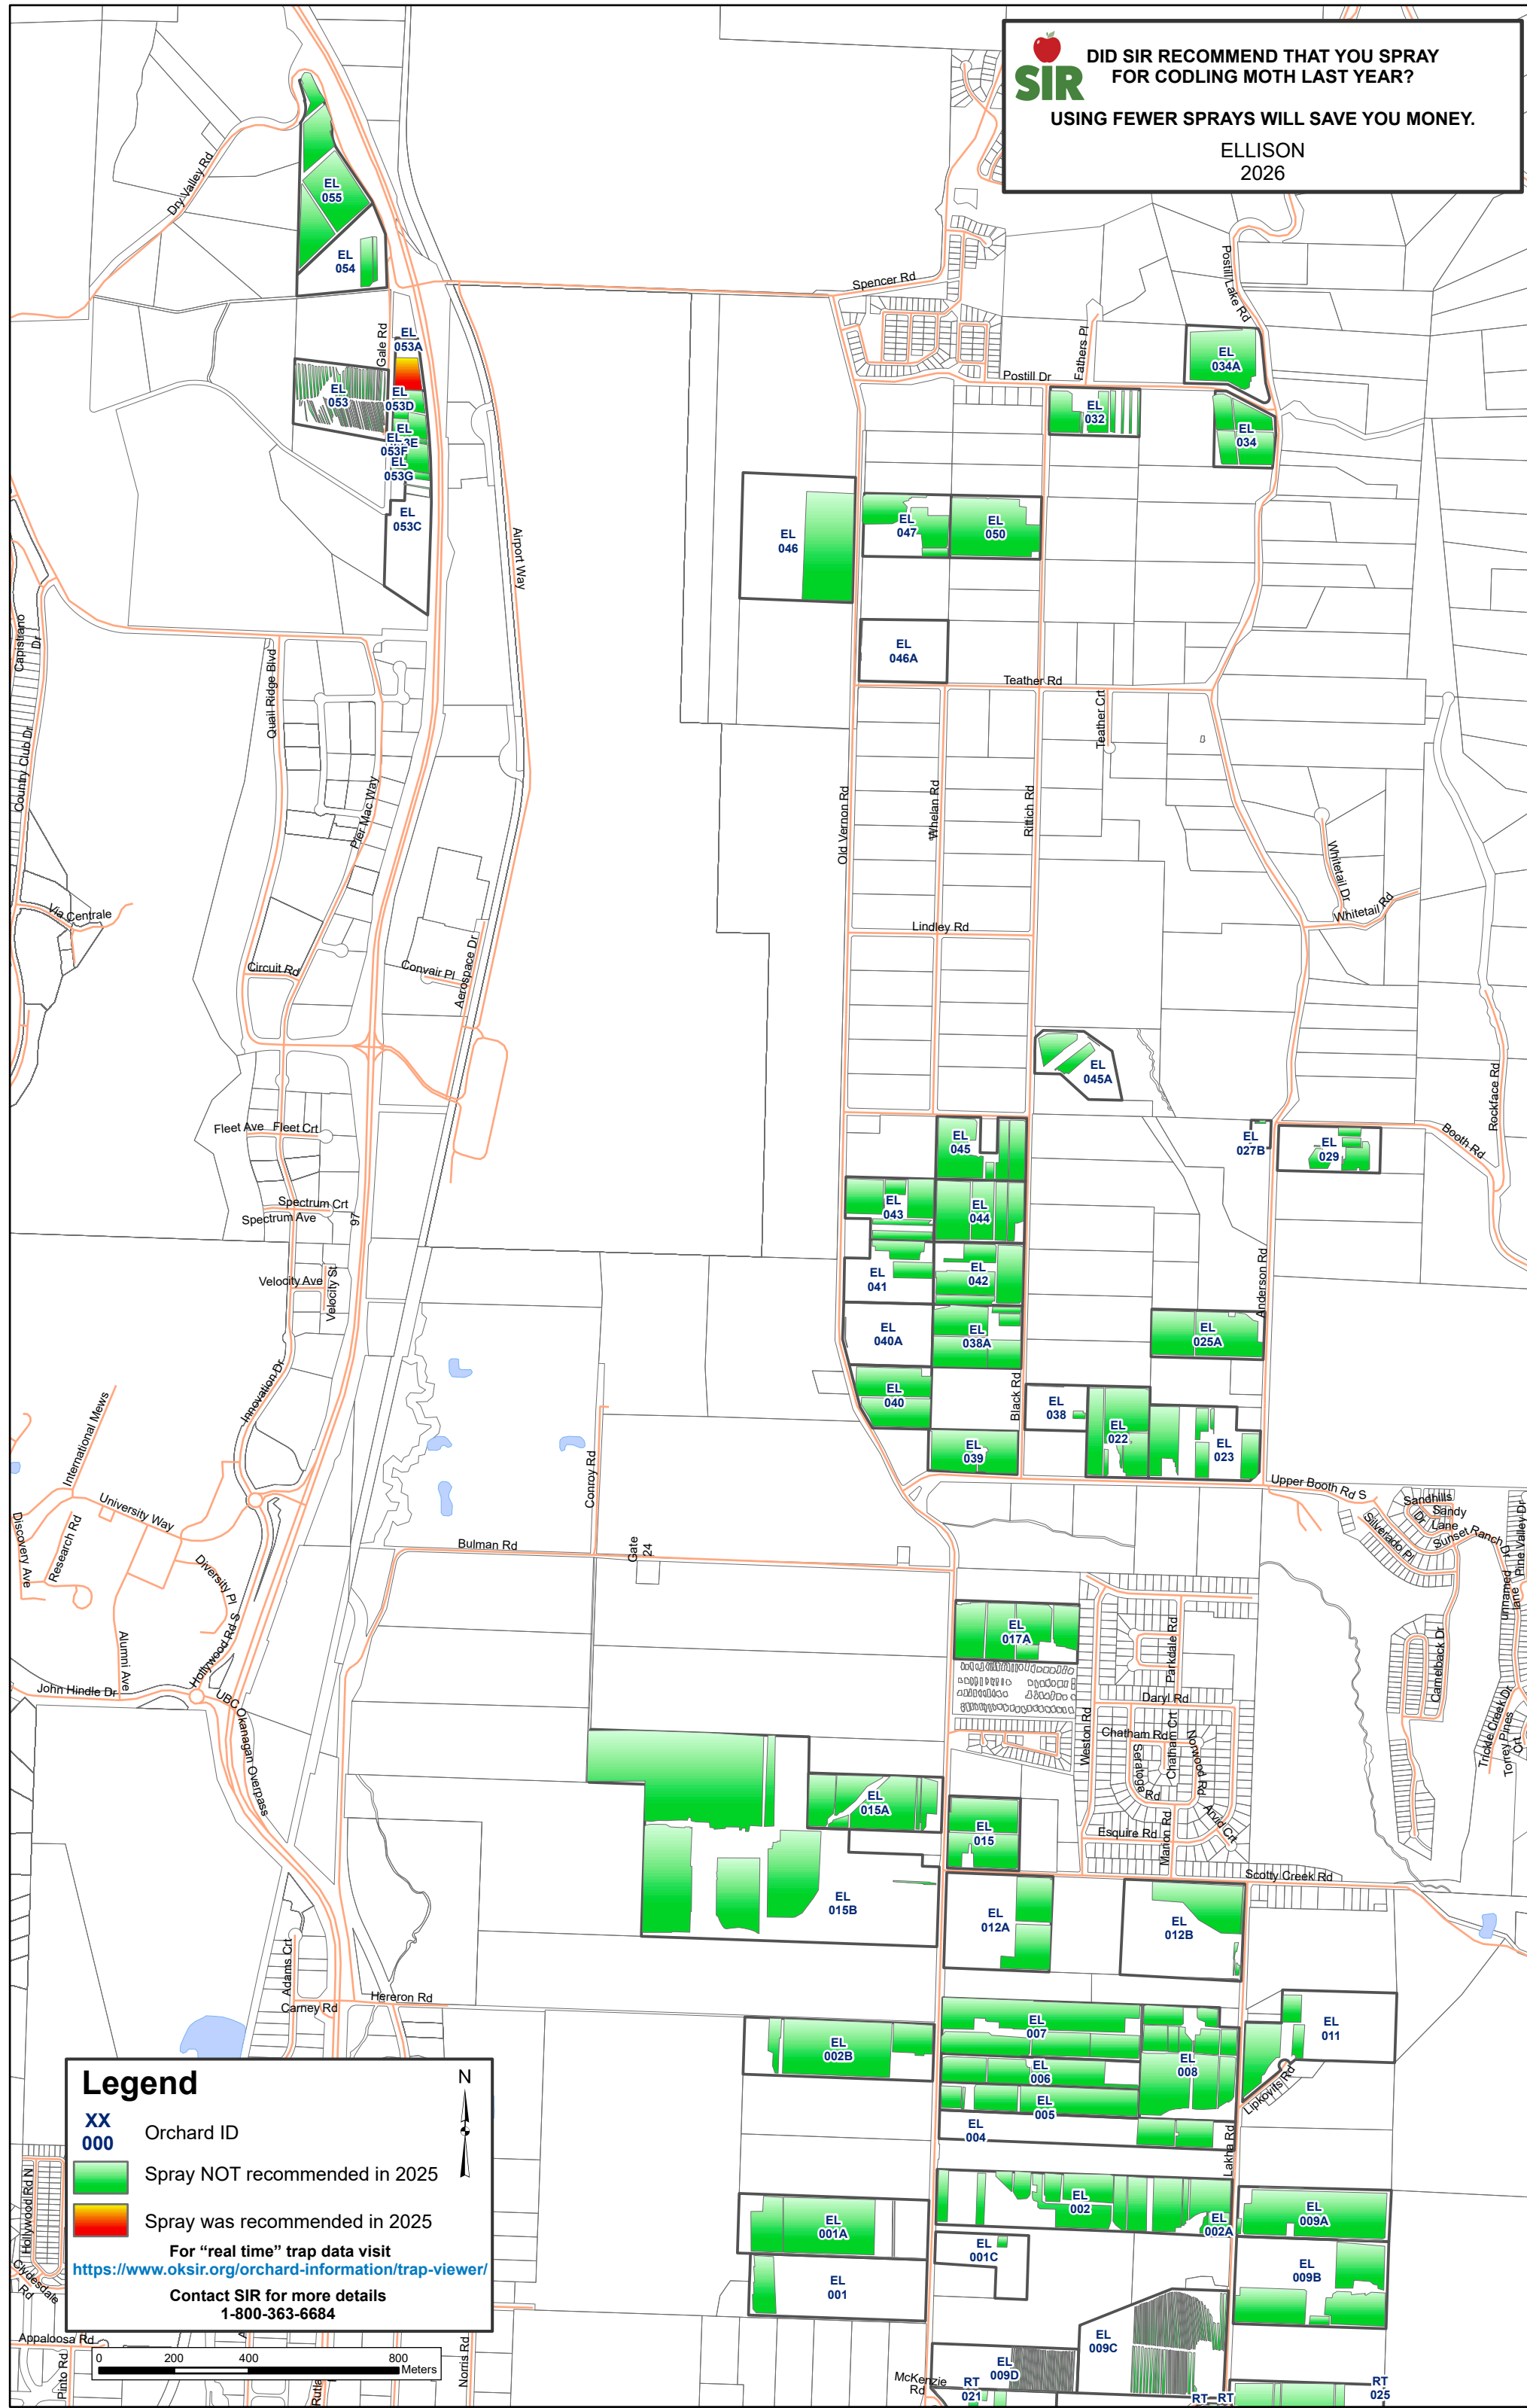 SIR
DID SIR RECOMMEND THAT YOU SPRAY
FOR CODLING MOTH LAST YEAR?
USING FEWER SPRAYS WILL SAVE YOU MONEY.
ELLISON
2026
Dry Valley Rd
EL
055
EL
054
Gale Rd
EL
053A
EL
053
EL
053D
EL
053E
EL
053F
EL
053G
EL
053C
Airport Way
Spencer Rd
Postill Lake Rd
Fathers Pl
Postill Dr
EL
034A
EL
032
EL
034
EL
046
EL
047
EL
050
EL
046A
Teather Rd
Teather Crt
Capistrano
Dr
Country Club Dr
Quail Ridge Blvd
Pier Mac Way
Old Vernon Rd
Whelan Rd
Rittich Rd
Whitetail Dr
Whitetail Rd
Via Centrale
Lindley Rd
Circuit Rd
Convair Pl
Aerospace Dr
Rockface Rd
EL
045A
Fleet Ave
Fleet Crt
EL
045
EL
027B
EL
029
Booth Rd
Spectrum Crt
Spectrum Ave
97
EL
043
EL
044
Velocity Ave
Velocity St
EL
041
EL
042
Anderson Rd
EL
040A
EL
038A
EL
025A
Innovation Dr
International Mews
EL
040
Black Rd
EL
038
EL
022
EL
023
EL
039
Conroy Rd
University Way
Discovery Ave
Research Rd
Diversity Pl
Upper Booth Rd S
Sandhills
Dr
Sandy
Lane
Silverado Pl
Sunset Ranch Dr
Pine Valley Dr
unnamed
lane
Bulman Rd
Gate
24
Alumni Ave
Hollywood Rd S
John Hindle Dr
UBC Okanagan Overpass
EL
017A
Parkdale Rd
Daryl Rd
Weston Rd
Chatham Rd
Chatham Crt
Norwood Rd
Saratoga
Rd
Marion Rd
Arvid Crt
Esquire Rd
Camelback Dr
Trickle Creek Dr
Torrey Pines
Crt
EL
015A
EL
015
Scotty Creek Rd
EL
015B
EL
012A
EL
012B
Adams Crt
Carney Rd
Hereron Rd
EL
002B
EL
007
EL
006
EL
005
EL
004
EL
008
EL
011
Lipkovits Rd
Lakha Rd
EL
002
EL
002A
EL
009A
EL
001A
EL
001C
EL
001
EL
009B
EL
009C
EL
009D
McKenzie
Rd
RT
021
RT
RT
RT
025
Legend
N
XX
000
Orchard ID
Spray NOT recommended in 2025
Spray was recommended in 2025
For “real time” trap data visit
https://www.oksir.org/orchard-information/trap-viewer/
Contact SIR for more details
1-800-363-6684
Hollywood Rd N
Clydesdale
Rd
Appaloosa Rd
Pinto Rd
Norris Rd
0
200
400
800
Meters